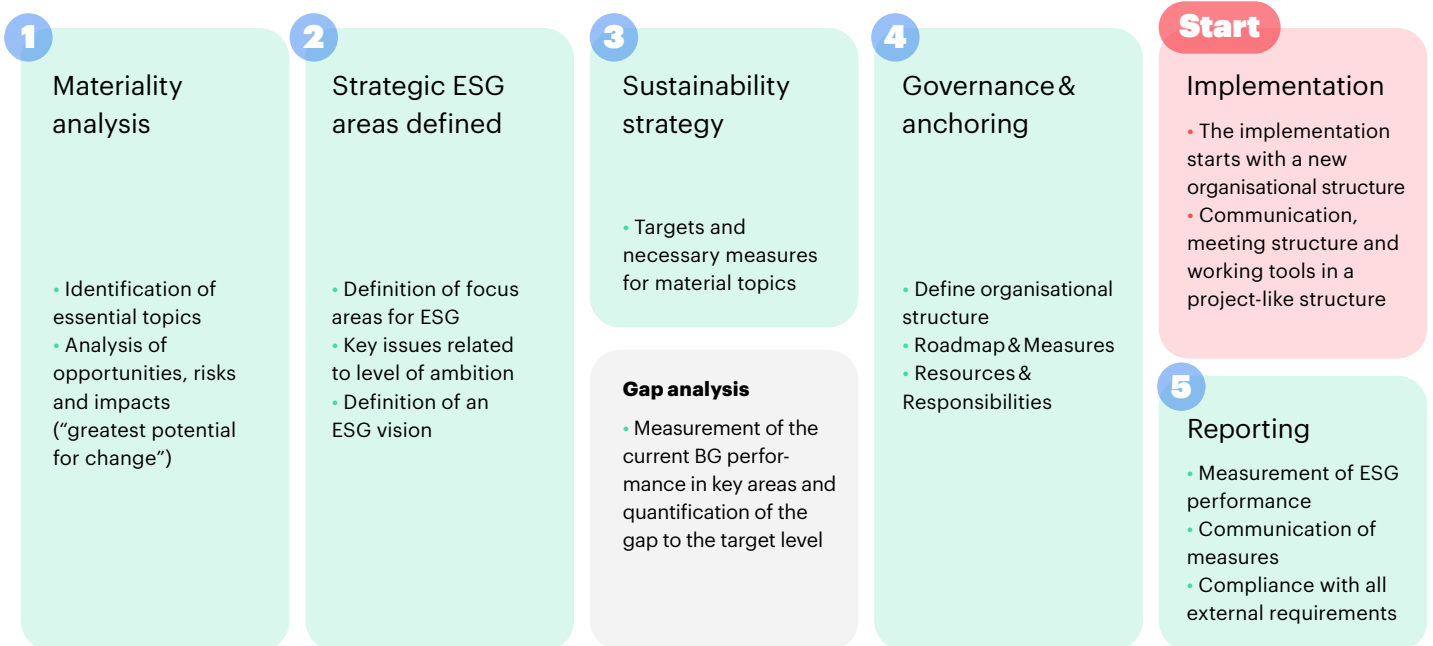 1
Materiality
analysis
• Identification of
essential topics
• Analysis of
opportunities, risks
and impacts
(“greatest potential
for change”)
2
Strategic ESG
areas defined
• Definition of focus
areas for ESG
• Key issues related
to level of ambition
• Definition of an
ESG vision
3
Sustainability
strategy
• Targets and
necessary measures
for material topics
Gap analysis
• Measurement of the
current BG perfor-
mance in key areas and
quantification of the
gap to the target level
4
Governance &
anchoring
• Define organisational
structure
• Roadmap & Measures
• Resources &
Responsibilities
Start
Implementation
• The implementation
starts with a new
organisational structure
• Communication,
meeting structure and
working tools in a
project-like structure
5
Reporting
• Measurement of ESG
performance
• Communication of
measures
• Compliance with all
external requirements